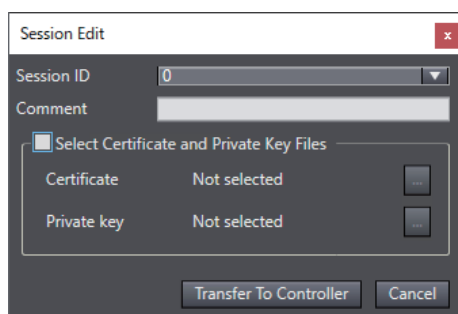 Session Edit
x
Session ID 0
Comment
Select Certificate and Private Key Files
Certificate Not selected ...
Private key Not selected ...
Transfer To Controller Cancel